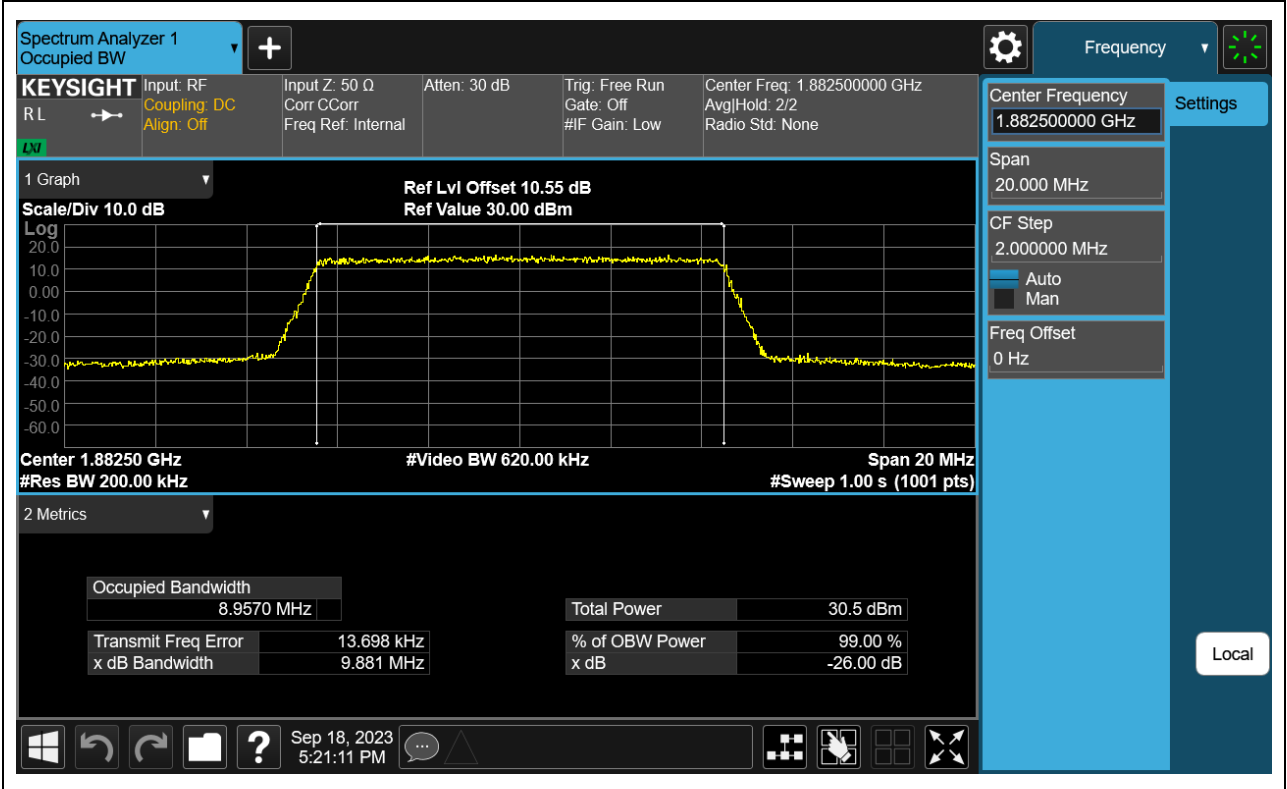 Spectrum Analyzer 1
Occupied BW
Frequency
KEYSIGHT
R L
LXI
Input: RF
Coupling: DC
Align: Off
Input Z: 50 Ω
Corr CCorr
Freq Ref: Internal
Atten: 30 dB
Trig: Free Run
Gate: Off
#IF Gain: Low
Center Freq: 1.882500000 GHz
Avg|Hold: 2/2
Radio Std: None
Center Frequency
1.882500000 GHz
Settings
Span
20.000 MHz
CF Step
2.000000 MHz
Auto
Man
Freq Offset
0 Hz
Local
1 Graph
Scale/Div 10.0 dB
Ref Lvl Offset 10.55 dB
Ref Value 30.00 dBm
Log
20.0
10.0
0.00
-10.0
-20.0
-30.0
-40.0
-50.0
-60.0
Center 1.88250 GHz
#Video BW 620.00 kHz
Span 20 MHz
#Res BW 200.00 kHz
#Sweep 1.00 s (1001 pts)
2 Metrics
Occupied Bandwidth
8.9570 MHz
Total Power 30.5 dBm
Transmit Freq Error 13.698 kHz
% of OBW Power 99.00 %
x dB Bandwidth 9.881 MHz
x dB -26.00 dB
?
Sep 18, 2023
5:21:11 PM